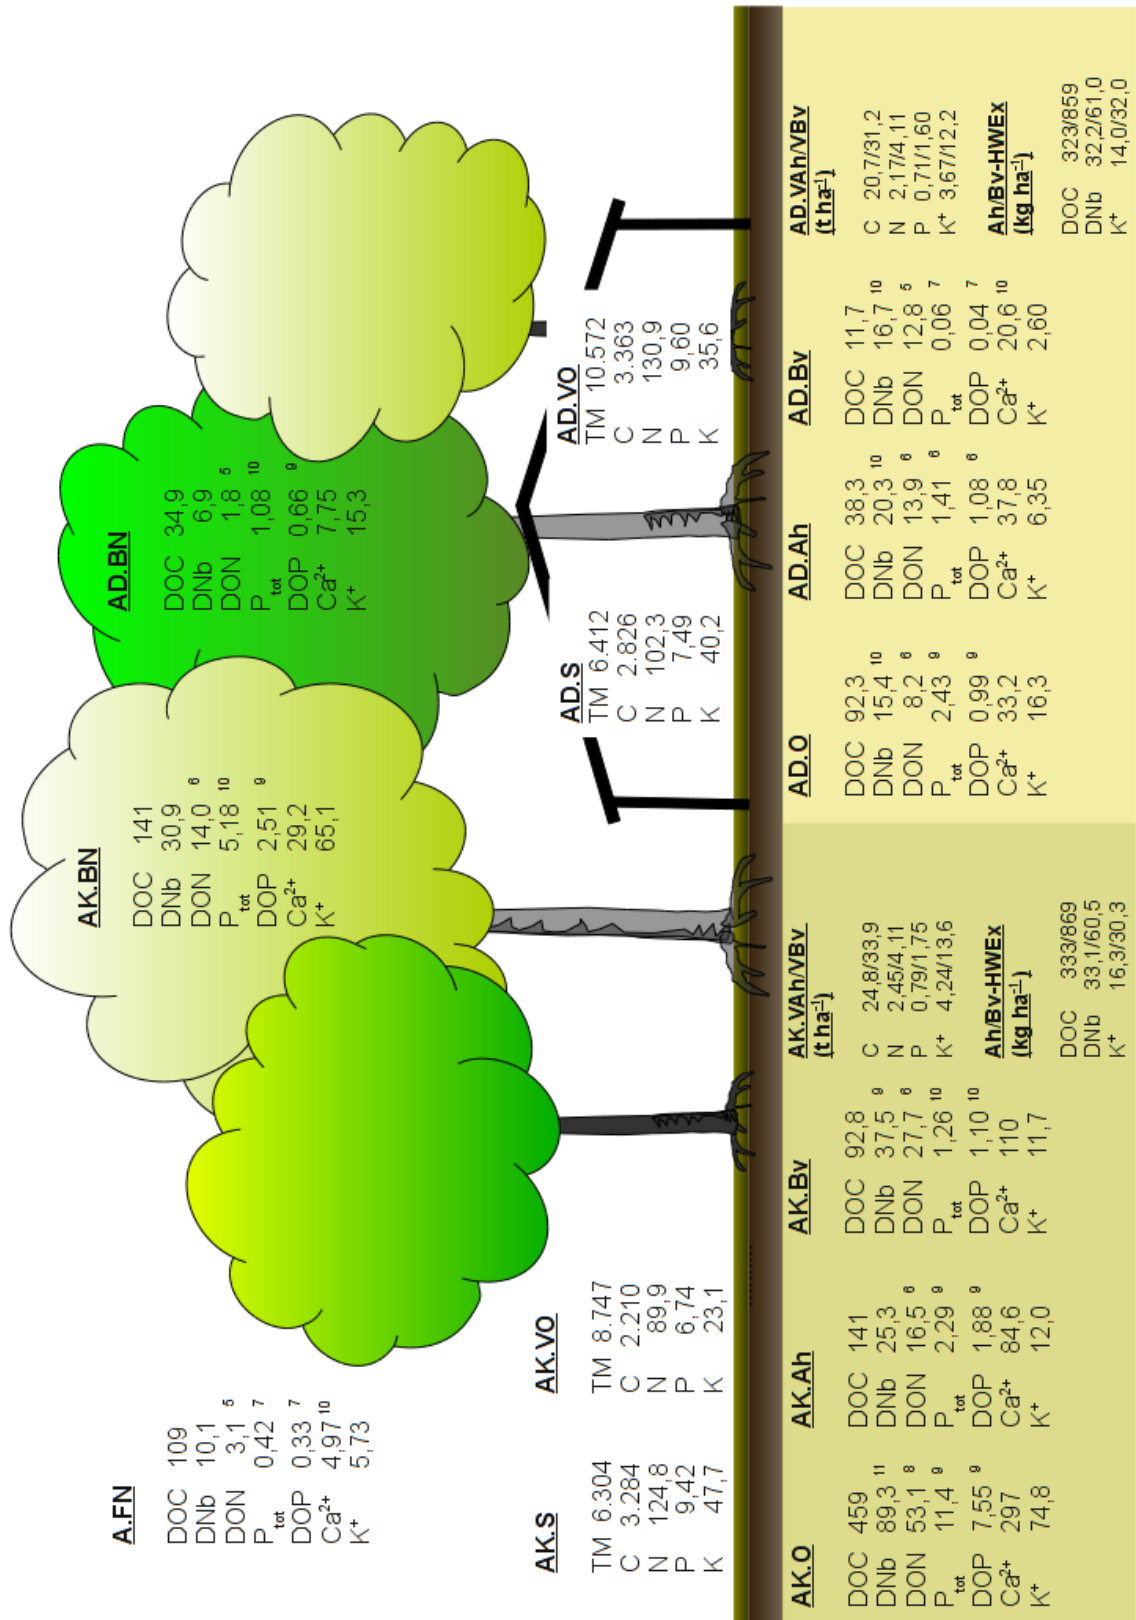 A.FN
DOC 109
DNb 10,1
DON 3,1 5
Ptot 0,42 7
DOP 0,33 7
Ca2+ 4,97 10
K+ 5,73
AK.BN
DOC 141
DNb 30,9
DON 14,0 6
Ptot 5,18 10
DOP 2,51 9
Ca2+ 29,2
K+ 65,1
AD.BN
DOC 34,9
DNb 6,9
DON 1,8 5
Ptot 1,08 10
DOP 0,66 9
Ca2+ 7,75
K+ 15,3
AK.S
TM 6.304
C 3.284
N 124,8
P 9,42
K 47,7
AK.VO
TM 8.747
C 2.210
N 89,9
P 6,74
K 23,1
AD.S
TM 6.412
C 2.826
N 102,3
P 7,49
K 40,2
AD.VO
TM 10.572
C 3.363
N 130,9
P 9,60
K 35,6
AK.O
DOC 459
DNb 89,3 11
DON 53,1 8
Ptot 11,4 9
DOP 7,55 9
Ca2+ 297
K+ 74,8
AK.Ah
DOC 141
DNb 25,3
DON 16,5 6
Ptot 2,29 9
DOP 1,88 9
Ca2+ 84,6
K+ 12,0
AK.Bv
DOC 92,8
DNb 37,5 9
DON 27,7 6
Ptot 1,26 10
DOP 1,10 10
Ca2+ 110
K+ 11,7
AK.VAh/VBv
(t ha-1)
C 24,8/33,9
N 2,45/4,11
P 0,79/1,75
K+ 4,24/13,6
Ah/Bv-HWEx
(kg ha-1)
DOC 333/869
DNb 33,1/60,5
K+ 16,3/30,3
AD.O
DOC 92,3
DNb 15,4 10
DON 8,2 6
Ptot 2,43 9
DOP 0,99 9
Ca2+ 33,2
K+ 16,3
AD.Ah
DOC 38,3
DNb 20,3 10
DON 13,9 6
Ptot 1,41 6
DOP 1,08 6
Ca2+ 37,8
K+ 6,35
AD.Bv
DOC 11,7
DNb 16,7 10
DON 12,8 5
Ptot 0,06 7
DOP 0,04 7
Ca2+ 20,6 10
K+ 2,60
AD.VAh/VBv
(t ha-1)
C 20,7/31,2
N 2,17/4,11
P 0,71/1,60
K+ 3,67/12,2
Ah/Bv-HWEx
(kg ha-1)
DOC 323/859
DNb 32,2/61,0
K+ 14,0/32,0